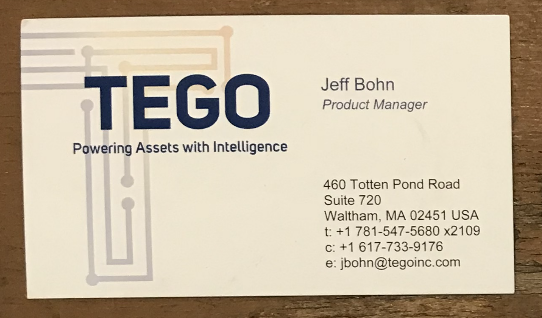 TEGO
Powering Assets with Intelligence
Jeff Bohn
Product Manager
460 Totten Pond Road
Suite 720
Waltham, MA 02451 USA
t: +1 781-547-5680 x2109
c: +1 617-733-9176
e: jbohn@tegoinc.com